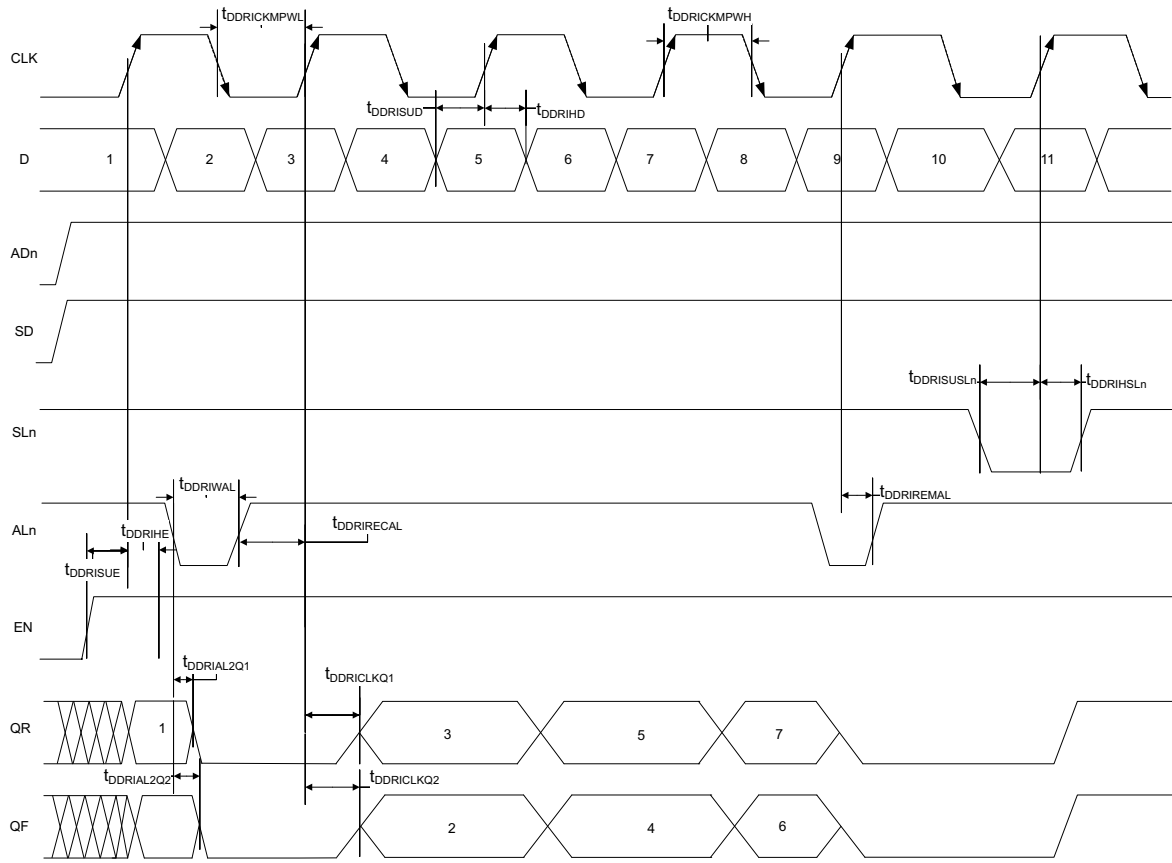 tDDRICKMPWL
tDDRICKMPWH
CLK
tDDRISUD
tDDRIHD
D
1
2
3
4
5
6
7
8
9
10
11
ADn
SD
tDDRISUSLn
tDDRIHSLn
SLn
tDDRIWAL
tDDRIREMAL
ALn
tDDRIHE
tDDRIRECAL
tDDRISUE
EN
tDDRIAL2Q1
tDDRICLKQ1
QR
1
3
5
7
tDDRIAL2Q2
tDDRICLKQ2
QF
2
4
6